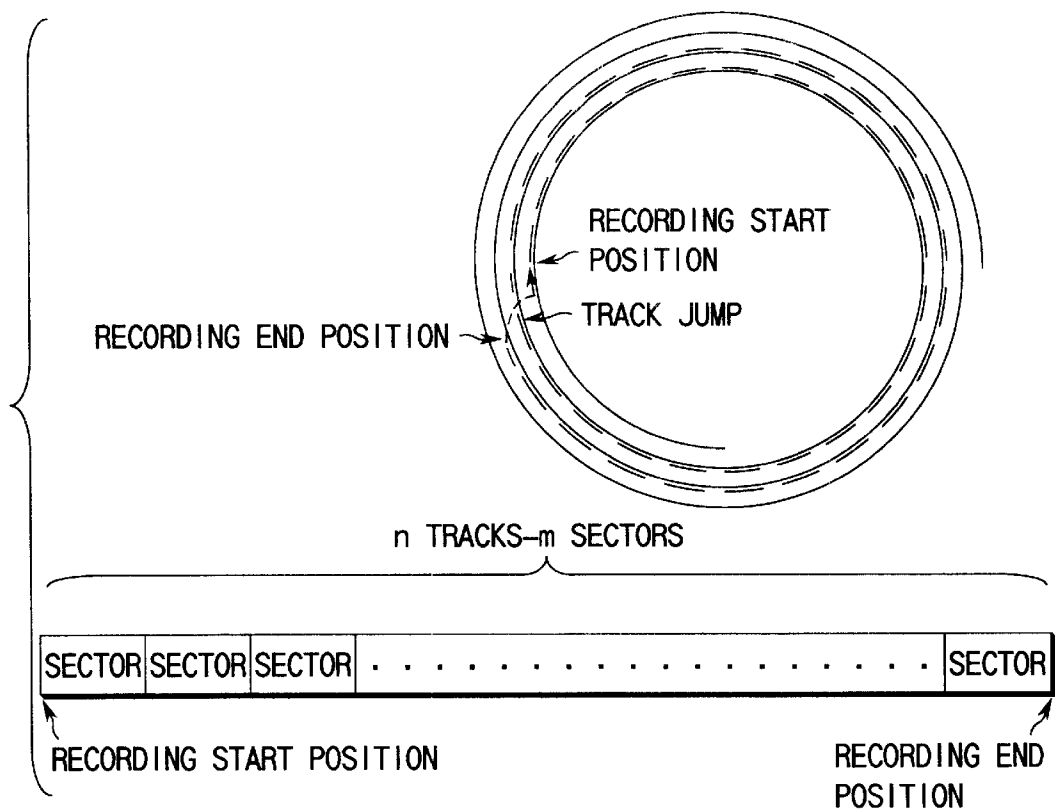 RECORDING START
POSITION
TRACK JUMP
RECORDING END POSITION
n TRACKS-m SECTORS
SECTOR SECTOR SECTOR . . . . . . . . . . . . . . . . . . . SECTOR
RECORDING START POSITION
RECORDING END
POSITION